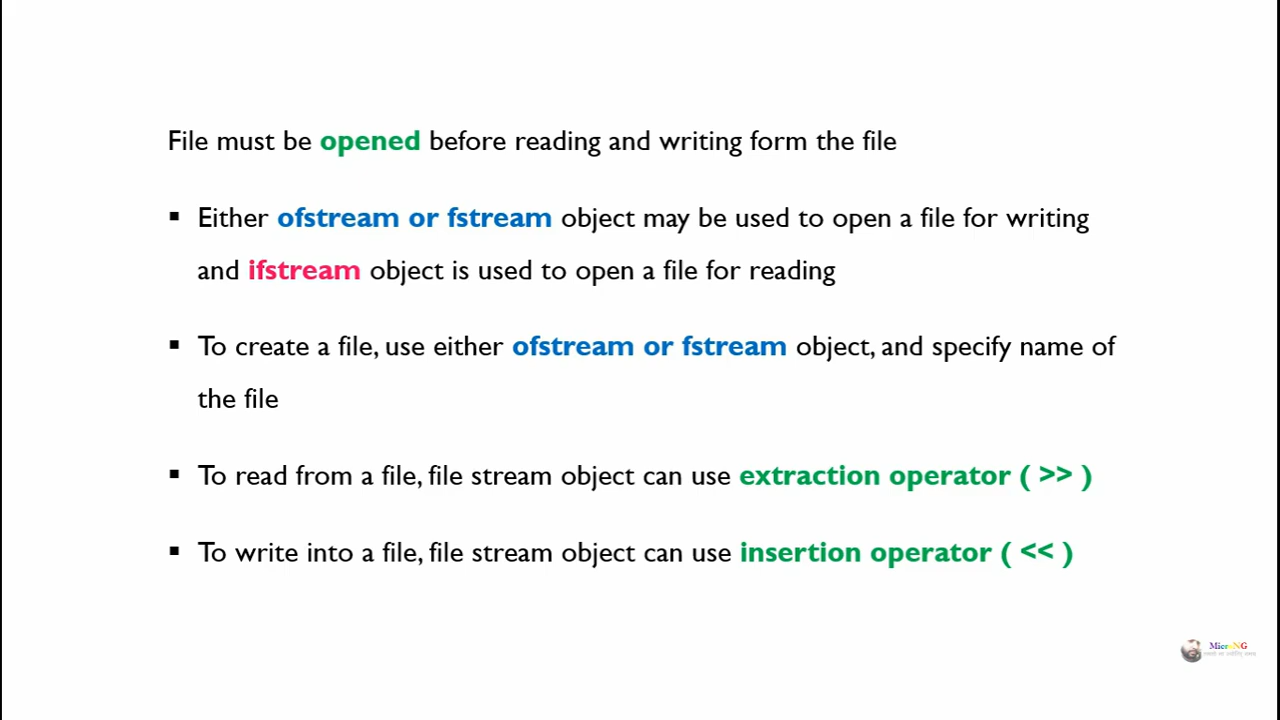 File must be opened before reading and writing form the file
▪ Either ofstream or fstream object may be used to open a file for writing
and ifstream object is used to open a file for reading
▪ To create a file, use either ofstream or fstream object, and specify name of
the file
▪ To read from a file, file stream object can use extraction operator ( >> )
▪ To write into a file, file stream object can use insertion operator ( << )
MicroNG